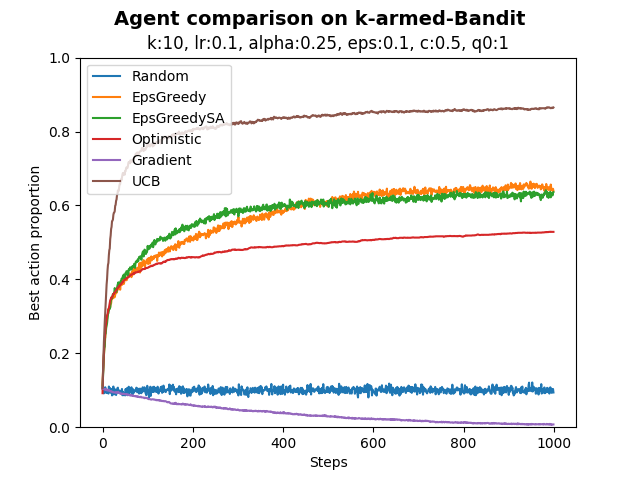 Agent comparison on k-armed-Bandit
k:10, lr:0.1, alpha:0.25, eps:0.1, c:0.5, q0:1
1.0
0.8
0.6
0.4
0.2
0.0
Best action proportion
Random
EpsGreedy
EpsGreedySA
Optimistic
Gradient
UCB
0
200
400
600
800
1000
Steps